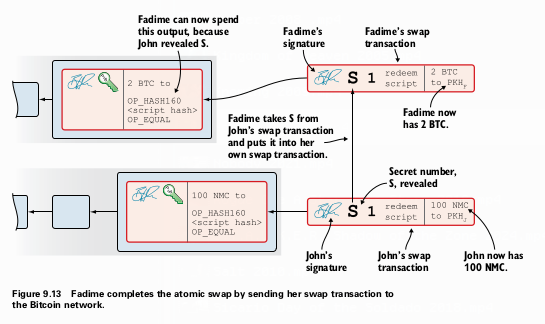 Fadime can now spend
this output, because
John revealed S.
Fadime's
signature
Fadime's swap
transaction
2 BTC to
OP_HASH160
<script hash>
OP_EQUAL
S 1
redeem
script
2 BTC
to PKHF
Fadime takes S from
John's swap transaction
and puts it into her
own swap transaction.
Fadime now
has 2 BTC.
Secret number,
S, revealed
100 NMC to
OP_HASH160
<script hash>
OP_EQUAL
S 1
redeem
script
100 NMC
to PKHJ
John's
signature
John's swap
transaction
John now has
100 NMC.
Figure 9.13 Fadime completes the atomic swap by sending her swap transaction to
the Bitcoin network.